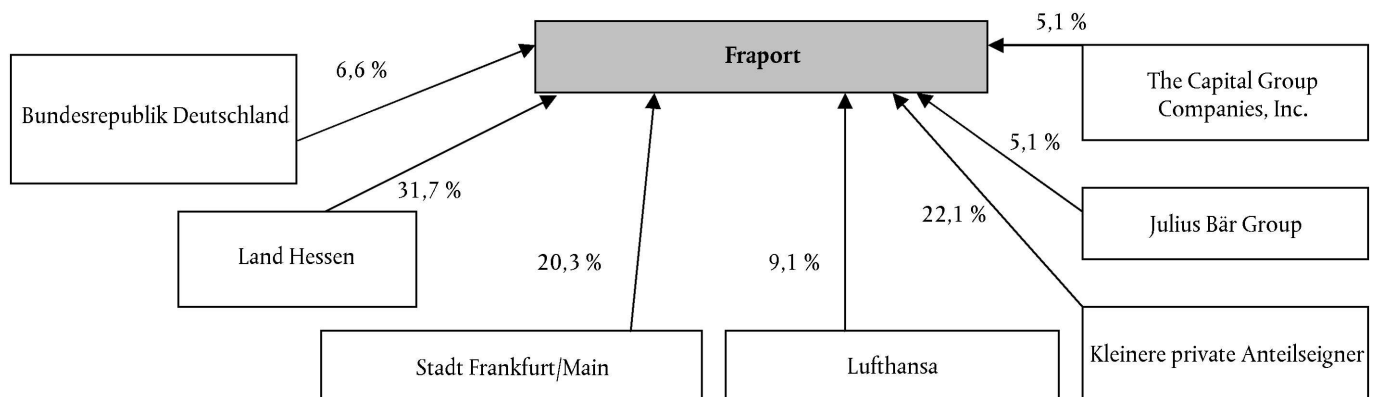 5,1 %
Fraport
6,6 %
The Capital Group
Companies, Inc.
Bundesrepublik Deutschland
5,1 %
31,7 %
22,1 %
Julius Bär Group
Land Hessen
20,3 %
9,1 %
Kleinere private Anteilseigner
Stadt Frankfurt/Main
Lufthansa